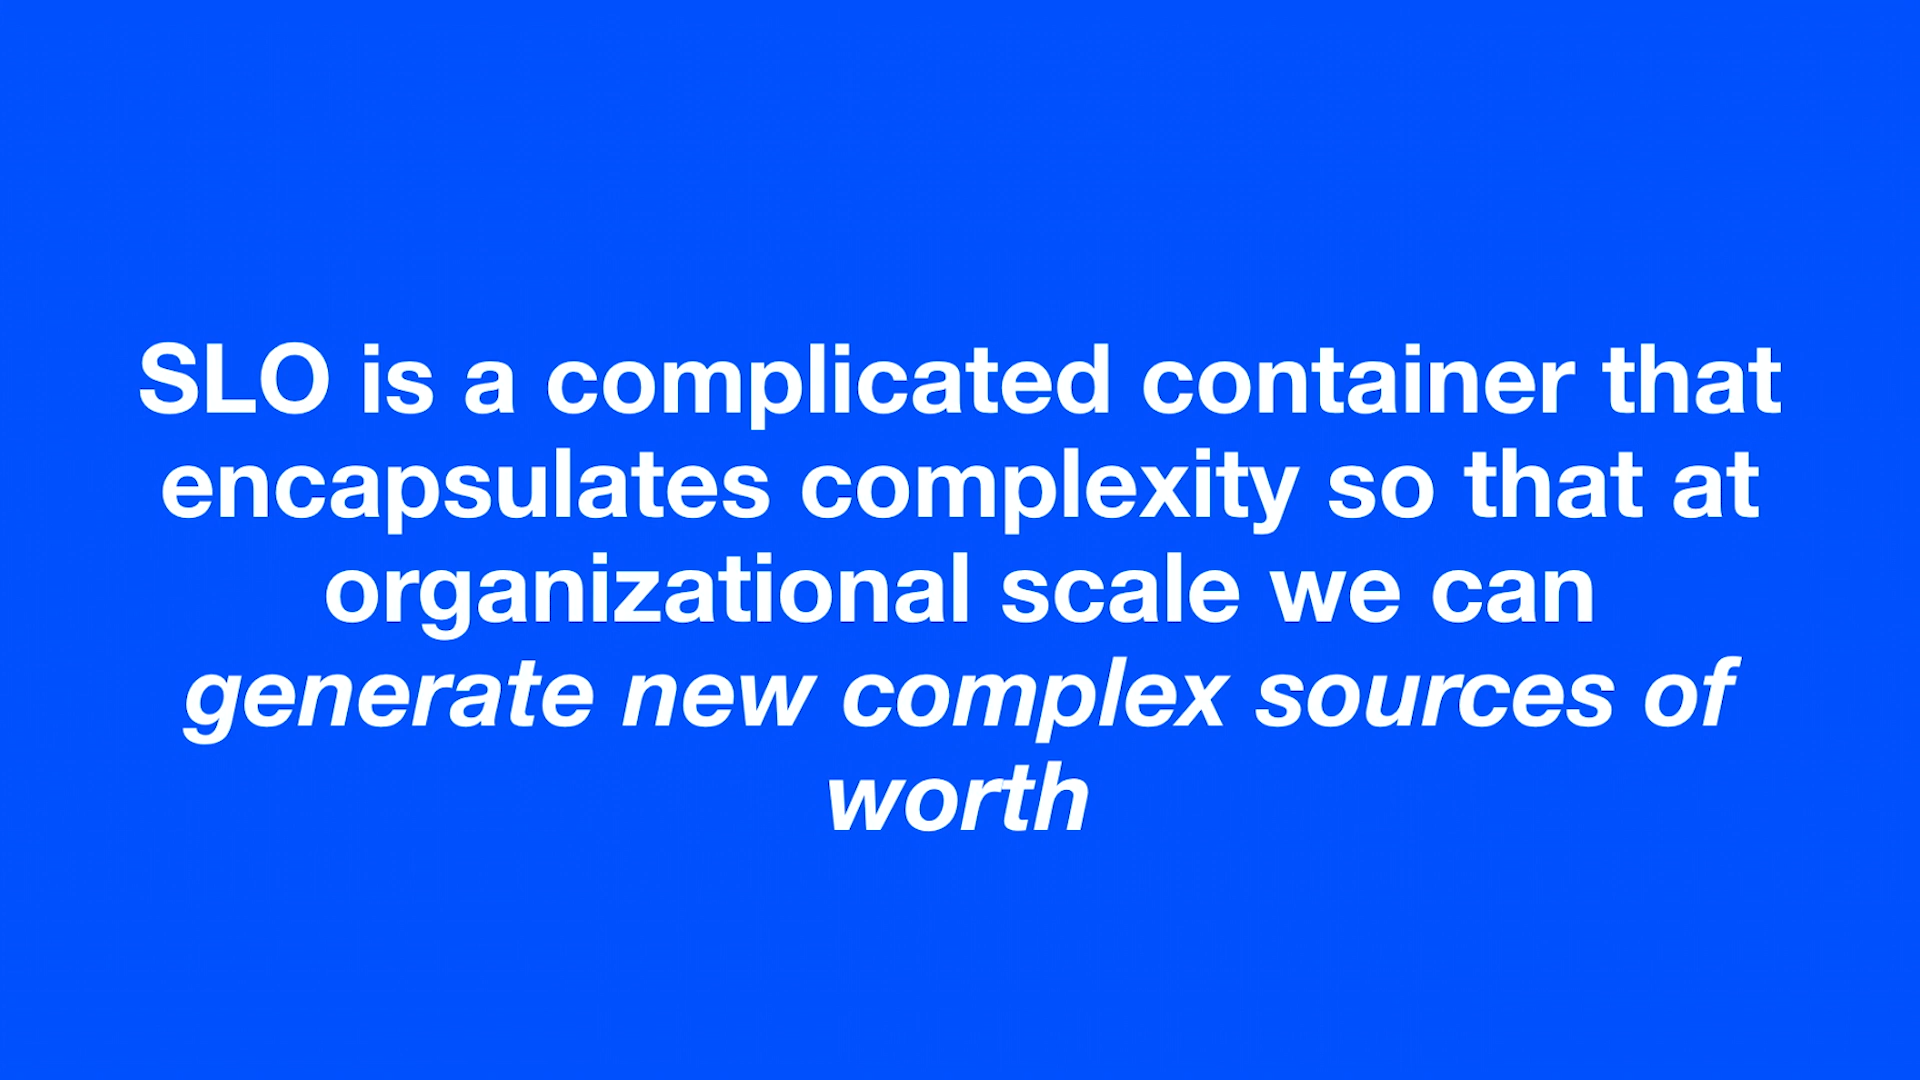 SLO is a complicated container that
encapsulates complexity so that at
organizational scale we can
generate new complex sources of
worth